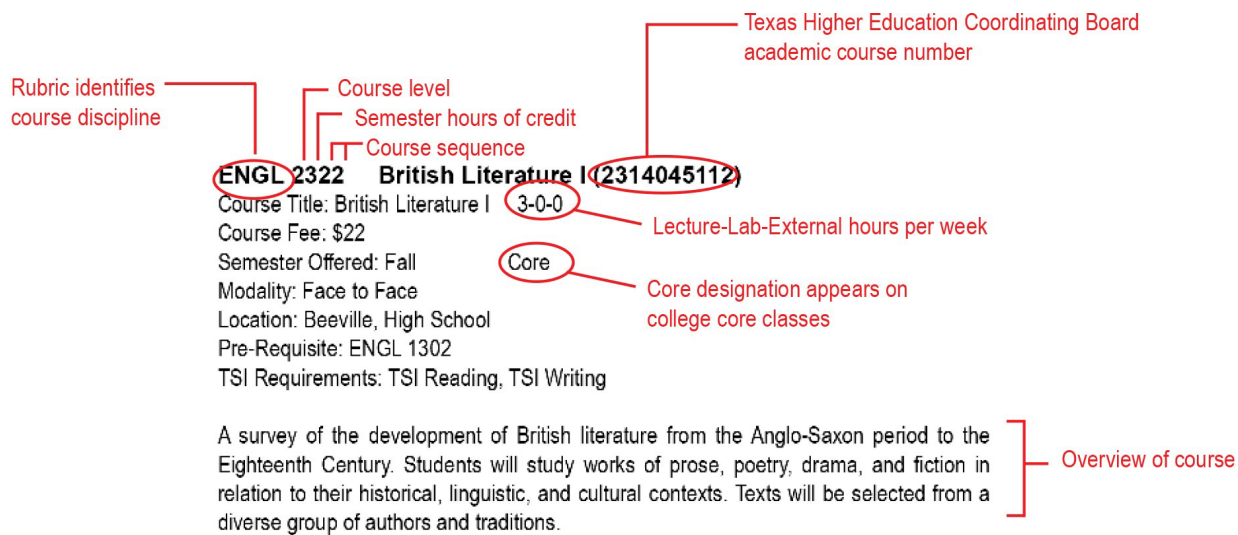 Texas Higher Education Coordinating Board
academic course number
Rubric identifies
course discipline
Course level
Semester hours of credit
Course sequence
ENGL 2322 British Literature I (2314045112)
Course Title: British Literature I 3-0-0
Lecture-Lab-External hours per week
Course Fee: $22
Semester Offered: Fall Core
Modality: Face to Face
Core designation appears on
college core classes
Location: Beeville, High School
Pre-Requisite: ENGL 1302
TSI Requirements: TSI Reading, TSI Writing
A survey of the development of British literature from the Anglo-Saxon period to the
Eighteenth Century. Students will study works of prose, poetry, drama, and fiction in
relation to their historical, linguistic, and cultural contexts. Texts will be selected from a
diverse group of authors and traditions.
Overview of course